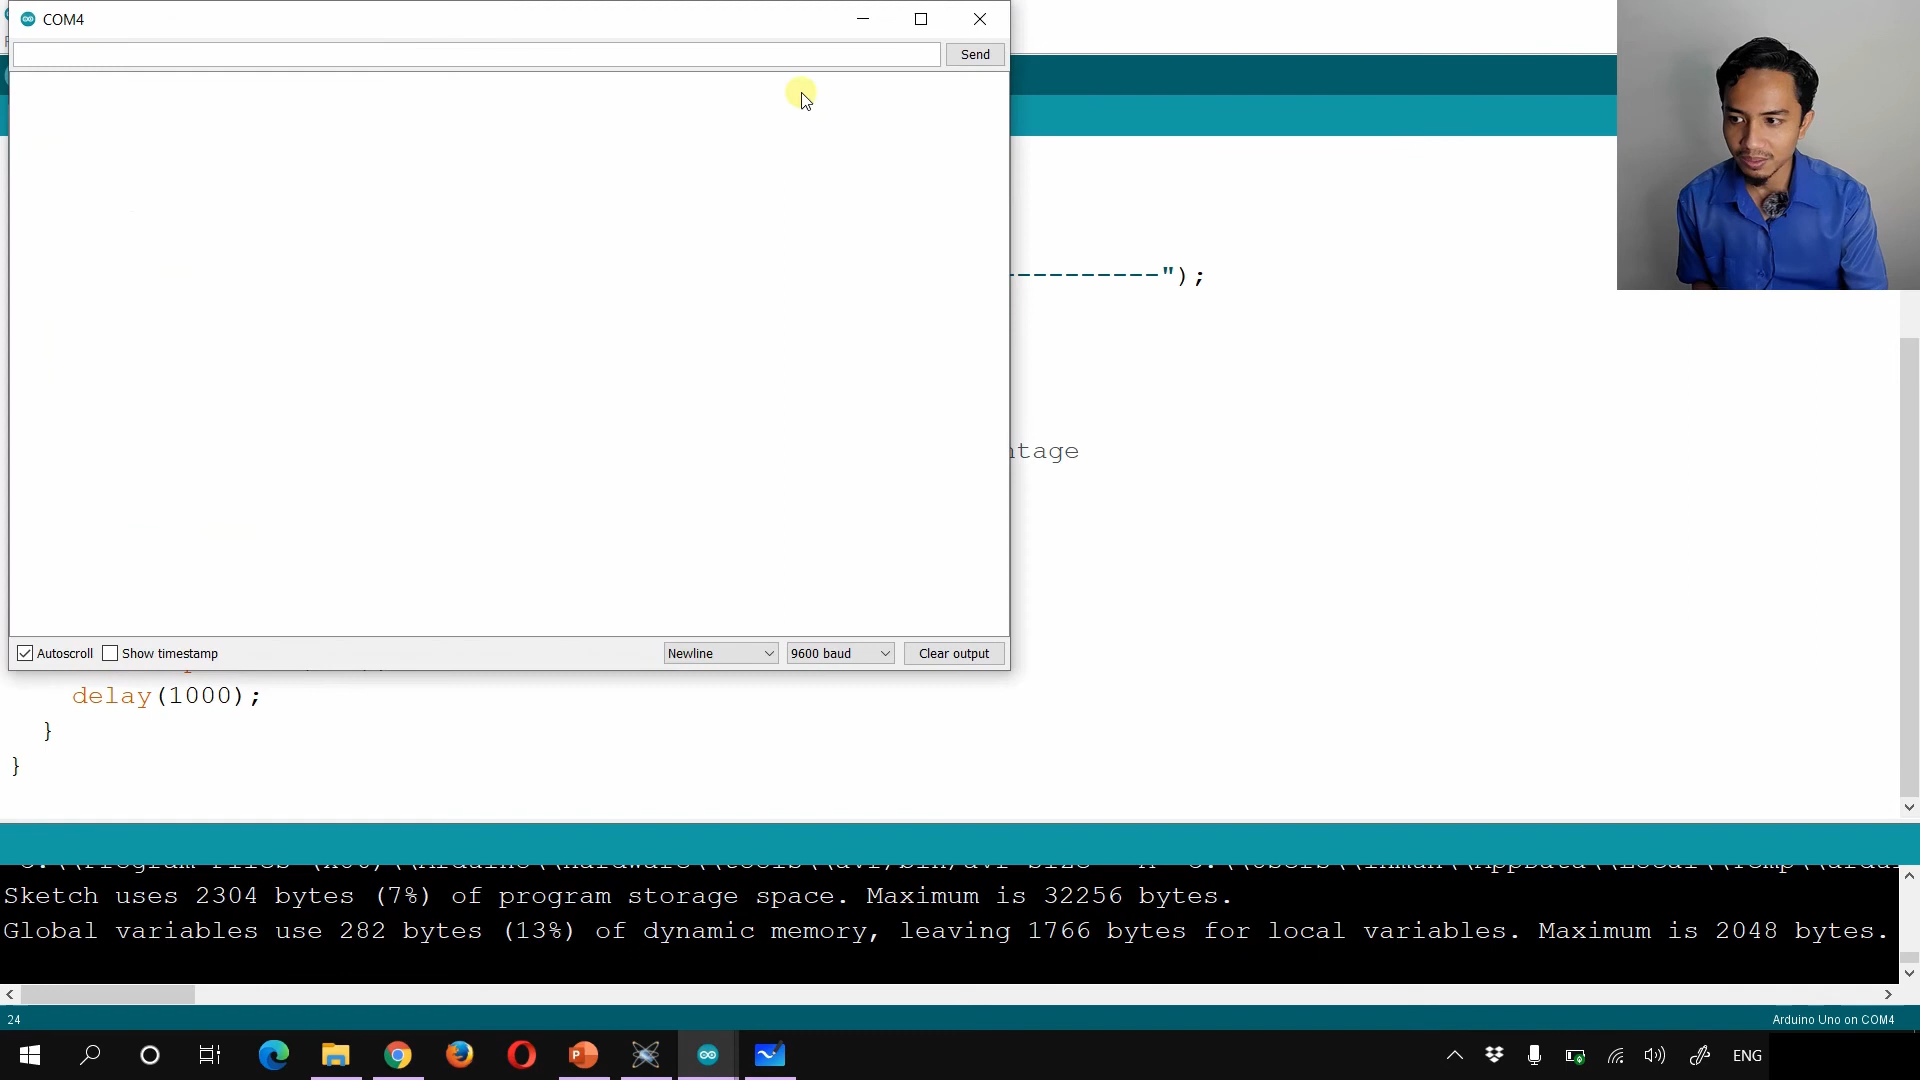 COM4
Send
----------");
ntage
Autoscroll
Show timestamp
Newline
9600 baud
Clear output
delay(1000);
}
}
Sketch uses 2304 bytes (7%) of program storage space. Maximum is 32256 bytes.
Global variables use 282 bytes (13%) of dynamic memory, leaving 1766 bytes for local variables. Maximum is 2048 bytes.
24
Arduino Uno on COM4
ENG